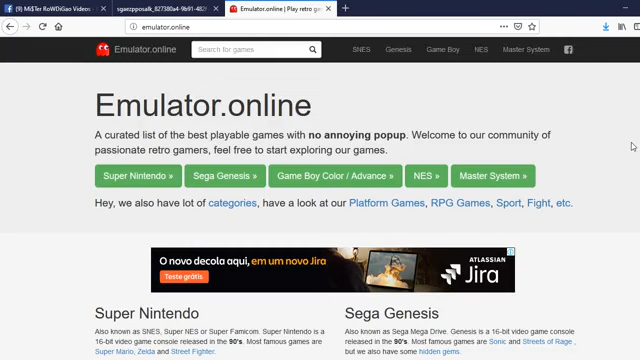 (9) Mi$Ter RoWDiGao Videos
sgaezpposalk_827380a4-9b91-482f
Emulator.online | Play retro gam
emulator.online
Emulator.online
Search for games
SNES Genesis Game Boy NES Master System
Emulator.online
A curated list of the best playable games with no annoying popup. Welcome to our community of
passionate retro gamers, feel free to start exploring our games.
Super Nintendo » Sega Genesis » Game Boy Color / Advance » NES » Master System »
Hey, we also have lot of categories, have a look at our Platform Games, RPG Games, Sport, Fight, etc.
O novo decola aqui, em um novo Jira
Teste grátis
ATLASSIAN
Jira
Super Nintendo
Also known as SNES, Super NES or Super Famicom. Super Nintendo is a
16-bit video game console released in the 90's. Most famous games are
Super Mario, Zelda and Street Fighter.
Sega Genesis
Also known as Sega Mega Drive. Genesis is a 16-bit video game console
released in the 90's. Most famous games are Sonic and Streets of Rage ,
but we also have some hidden gems.